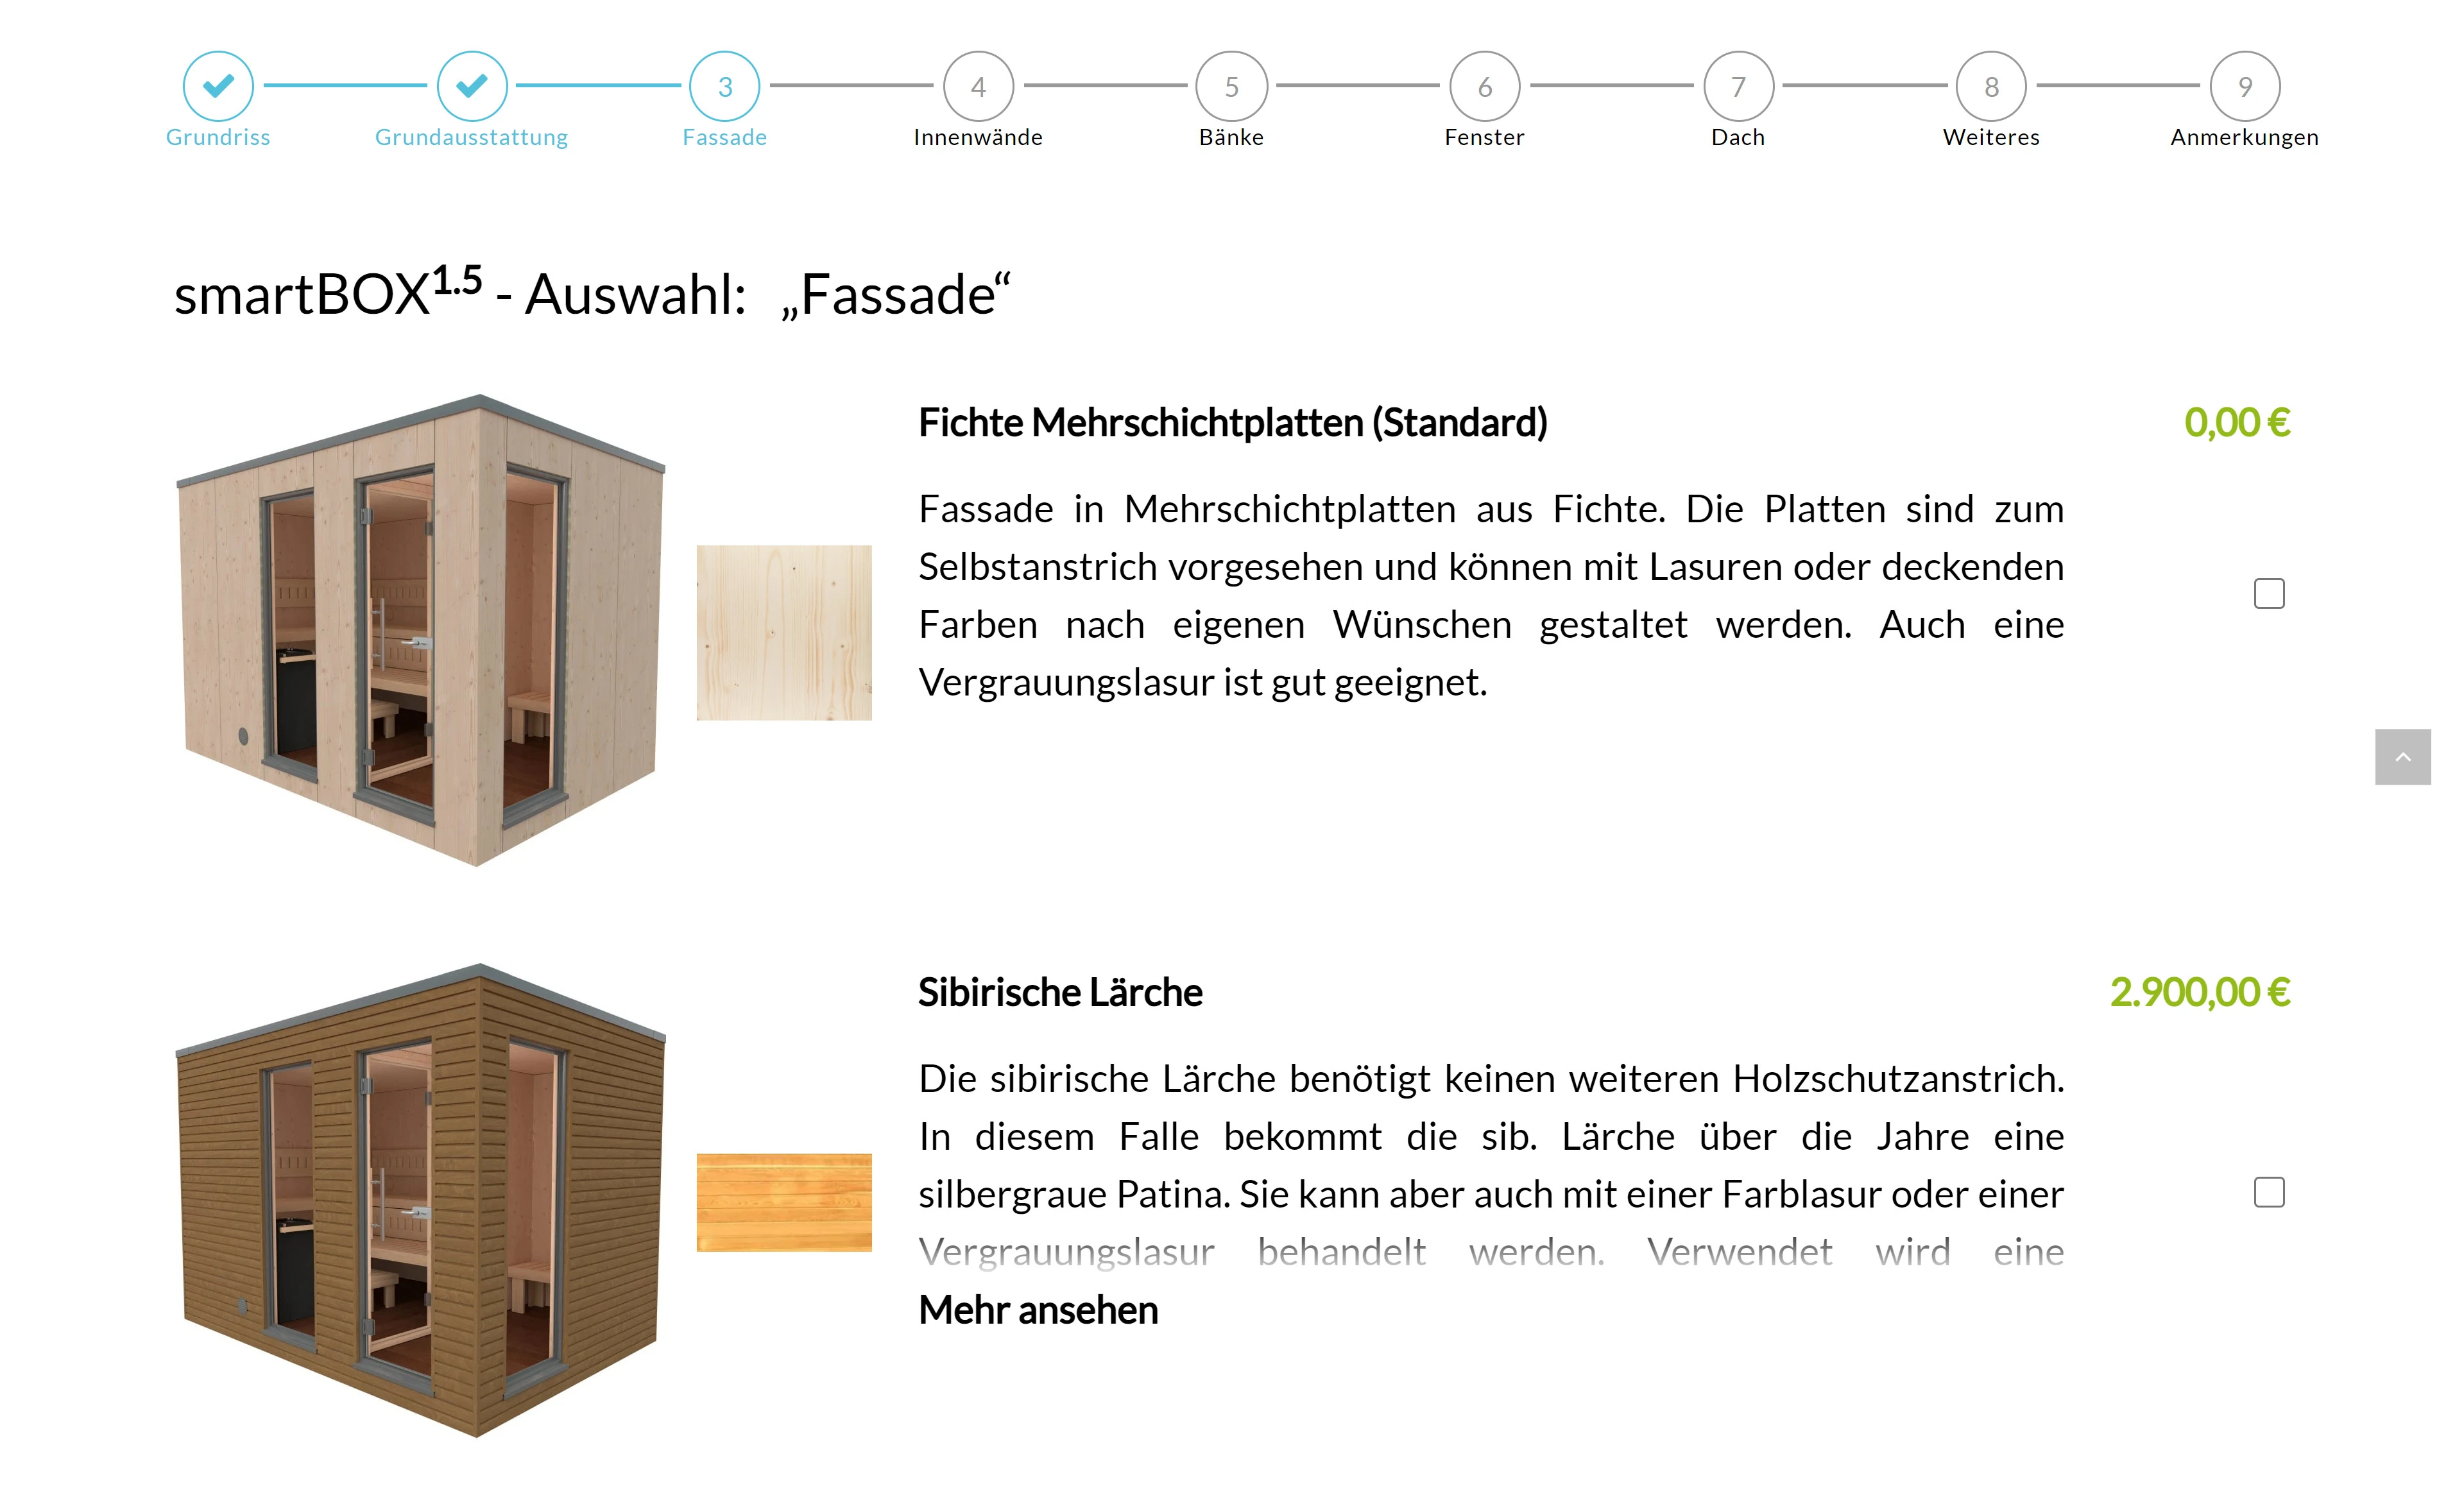 3
4
5
6
7
8
9
Grundriss
Grundausstattung
Fassade
Innenwände
Bänke
Fenster
Dach
Weiteres
Anmerkungen
smartBOX1.5 - Auswahl: „Fassade“
Fichte Mehrschichtplatten (Standard)
0,00 €
Fassade in Mehrschichtplatten aus Fichte. Die Platten sind zum
Selbstanstrich vorgesehen und können mit Lasuren oder deckenden
Farben nach eigenen Wünschen gestaltet werden. Auch eine
Vergrauungslasur ist gut geeignet.
Sibirische Lärche
2.900,00 €
Die sibirische Lärche benötigt keinen weiteren Holzschutzanstrich.
In diesem Falle bekommt die sib. Lärche über die Jahre eine
silbergraue Patina. Sie kann aber auch mit einer Farblasur oder einer
Vergrauungslasur behandelt werden. Verwendet wird eine
Mehr ansehen